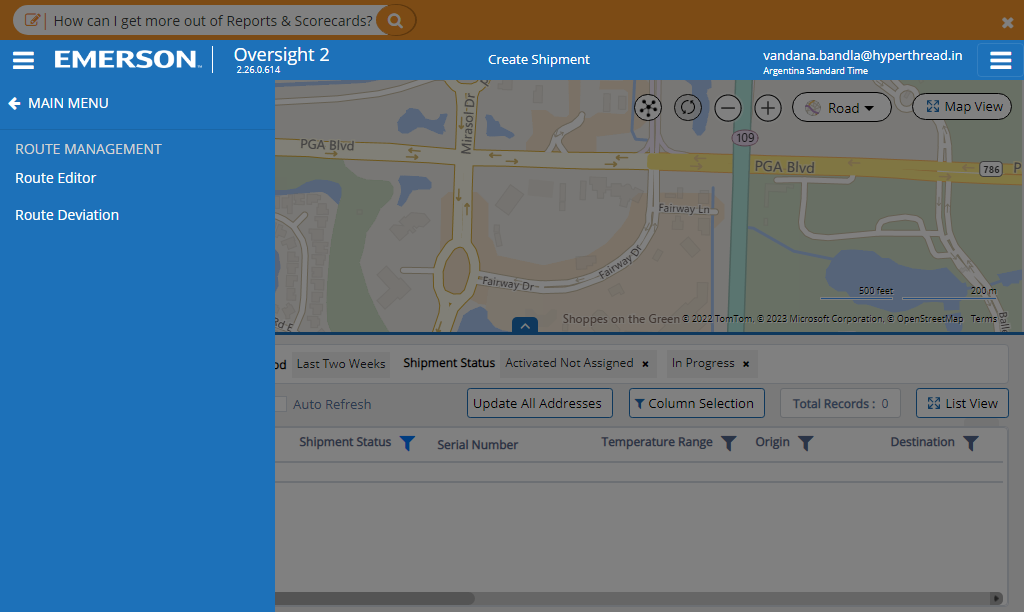 How can I get more out of Reports & Scorecards?
EMERSON
Oversight 2
2.26.0.614
Create Shipment
vandana.bandla@hyperthread.in
Argentina Standard Time
MAIN MENU
ROUTE MANAGEMENT
Route Editor
Route Deviation
PGA Blvd
Mirasol Dr
109
PGA Blvd
786
P
Fairway Ln
Fairway Dr
Fairway Dr
Rd E
Road
Map View
500 feet
200 m
Shoppes on the Green
© 2022 TomTom, © 2023 Microsoft Corporation, © OpenStreetMap Terms
Balle
od
Last Two Weeks
Shipment Status
Activated Not Assigned ×
In Progress ×
Auto Refresh
Update All Addresses
Column Selection
Total Records : 0
List View
Shipment Status
Serial Number
Temperature Range
Origin
Destination